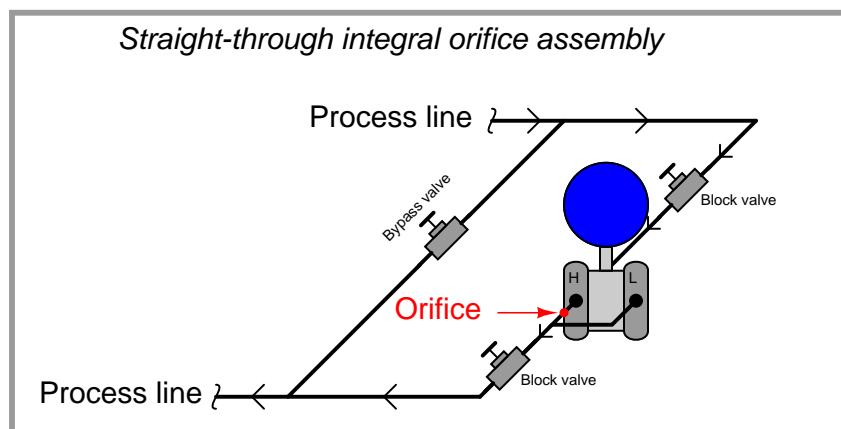 Straight-through integral orifice assembly
Process line
Bypass valve
Block valve
H
L
Orifice
Block valve
Process line